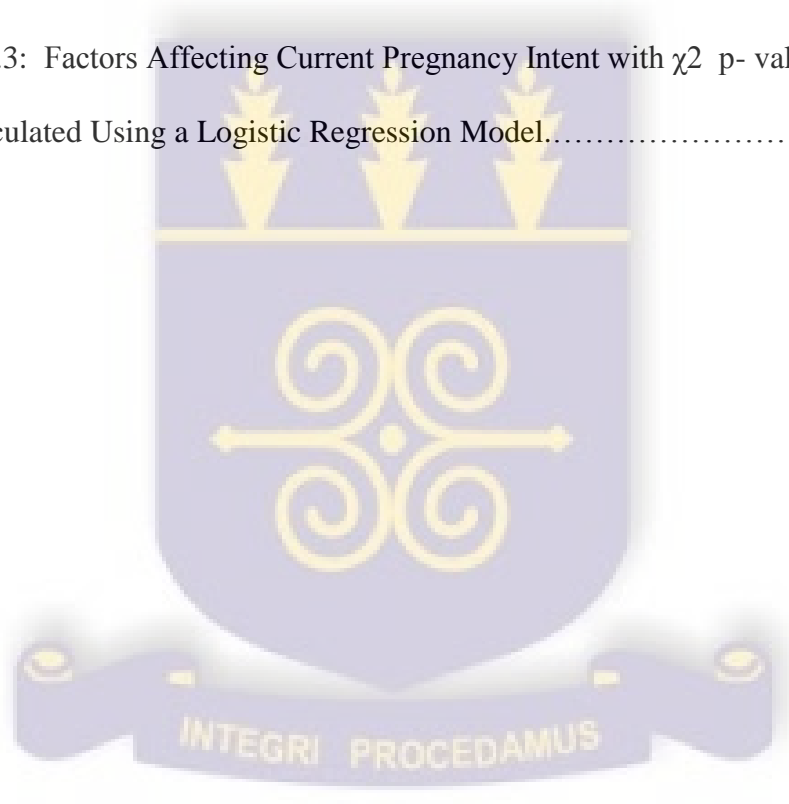 .3: Factors Affecting Current Pregnancy Intent with χ2 p- val
culated Using a Logistic Regression Model.……………………
INTEGRI PROCEDAMUS